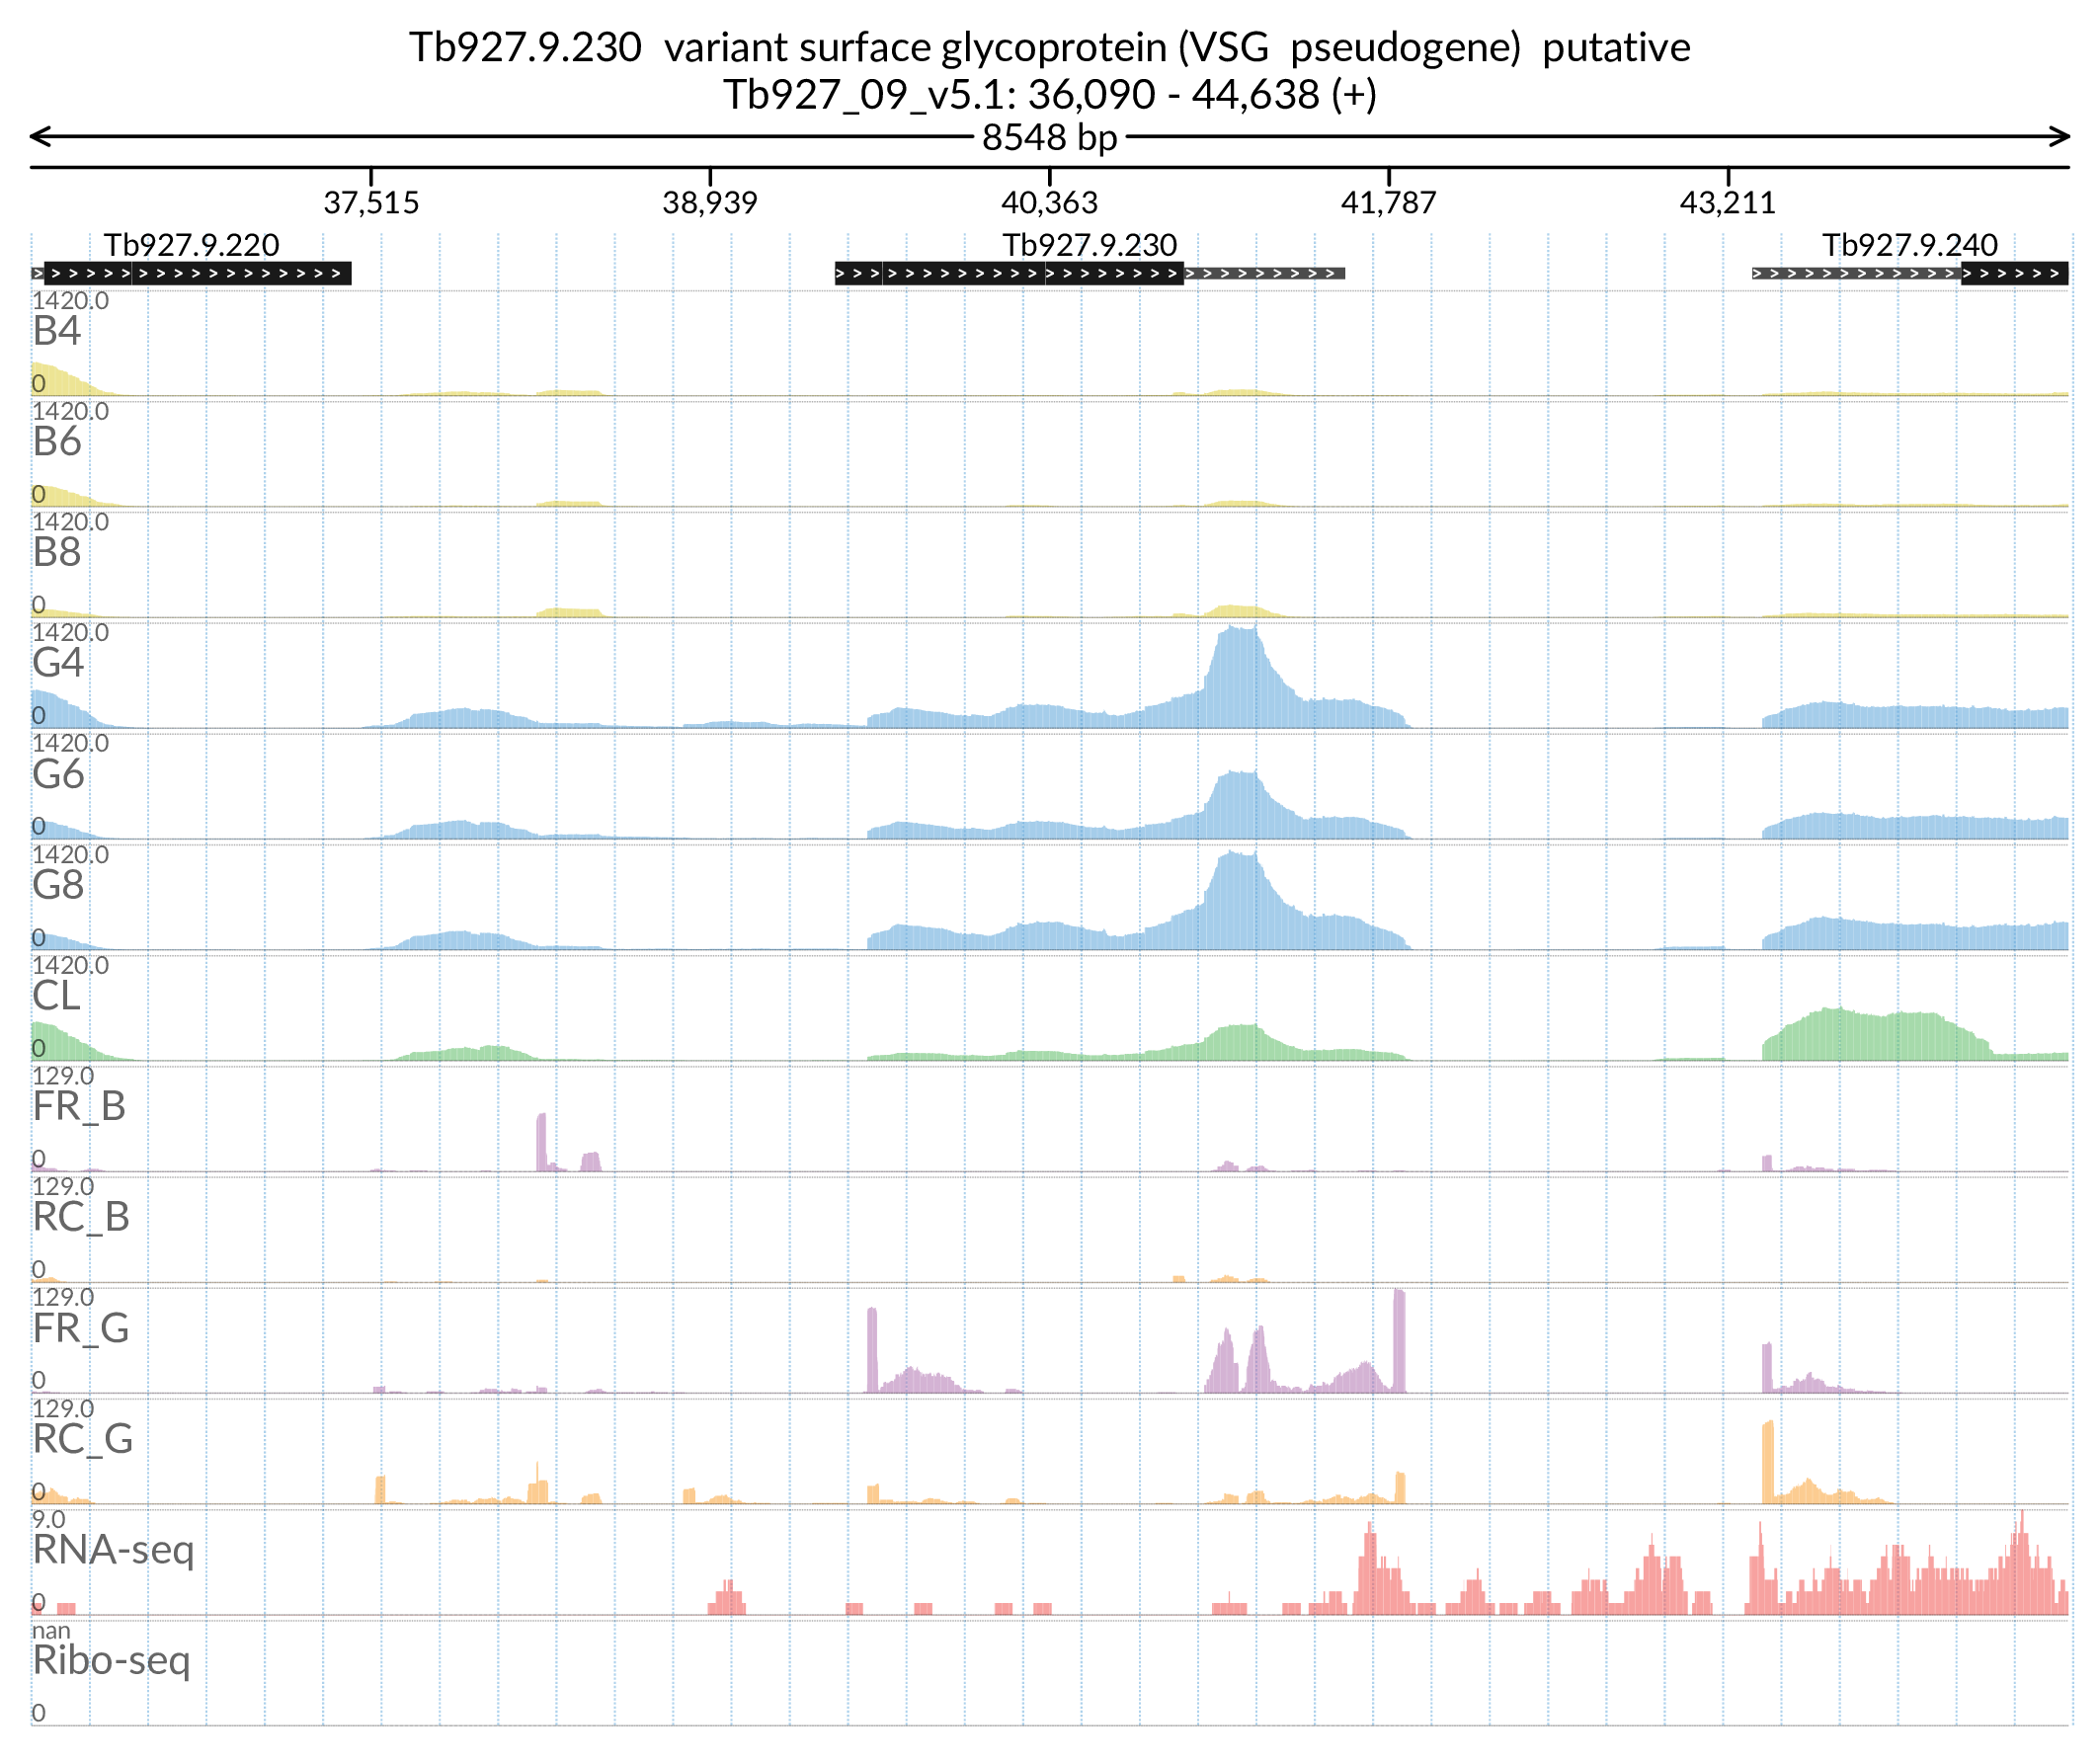 Tb927.9.230 variant surface glycoprotein (VSG pseudogene) putative
Tb927_09_v5.1: 36,090 - 44,638 (+)
8548 bp
37,515 38,939 40,363 41,787 43,211
Tb927.9.220 Tb927.9.230 Tb927.9.240
1420.0
B4
0
1420.0
B6
0
1420.0
B8
0
1420.0
G4
0
1420.0
G6
0
1420.0
G8
0
1420.0
CL
0
129.0
FR_B
0
129.0
RC_B
0
129.0
FR_G
0
129.0
RC_G
0
9.0
RNA-seq
0
nan
Ribo-seq
0